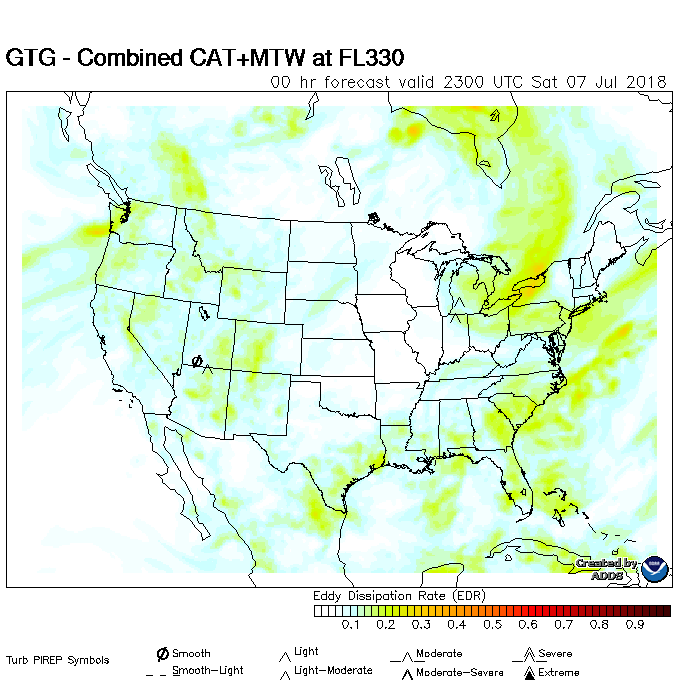 GTG - Combined CAT+MTW at FL330
00 hr forecast valid 2300 UTC Sat 07 Jul 2018
Created by
ADDS
Eddy Dissipation Rate (EDR)
0.1 0.2 0.3 0.4 0.5 0.6 0.7 0.8 0.9
Turb PIREP Symbols
Smooth Light Moderate Severe
Smooth-Light Light-Moderate Moderate-Severe Extreme